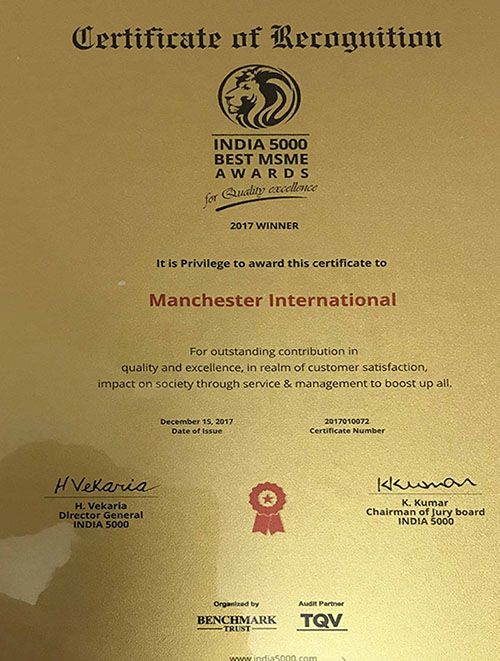 Certificate of Recognition
INDIA 5000
BEST MSME
AWARDS
for Quality excellence
2017 WINNER
It is Privilege to award this certificate to
Manchester International
For outstanding contribution in
quality and excellence, in realm of customer satisfaction,
impact on society through service & management to boost up all.
December 15, 2017
Date of Issue
2017010072
Certificate Number
H Vekaria
H. Vekaria
Director General
INDIA 5000
KKumar
K. Kumar
Chairman of Jury board
INDIA 5000
Organized by
BENCHMARK
TRUST
Audit Partner
TQV
www.india5000.com